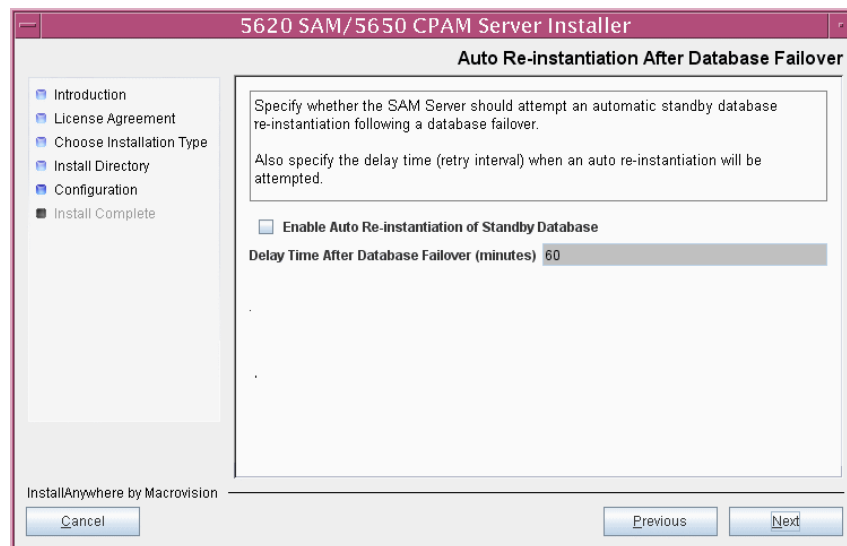 5620 SAM/5650 CPAM Server Installer
Auto Re-instantiation After Database Failover
Introduction
License Agreement
Choose Installation Type
Install Directory
Configuration
Install Complete
Specify whether the SAM Server should attempt an automatic standby database
re-instantiation following a database failover.
Also specify the delay time (retry interval) when an auto re-instantiation will be
attempted.
Enable Auto Re-instantiation of Standby Database
Delay Time After Database Failover (minutes) 60
InstallAnywhere by Macrovision
Cancel
Previous
Next